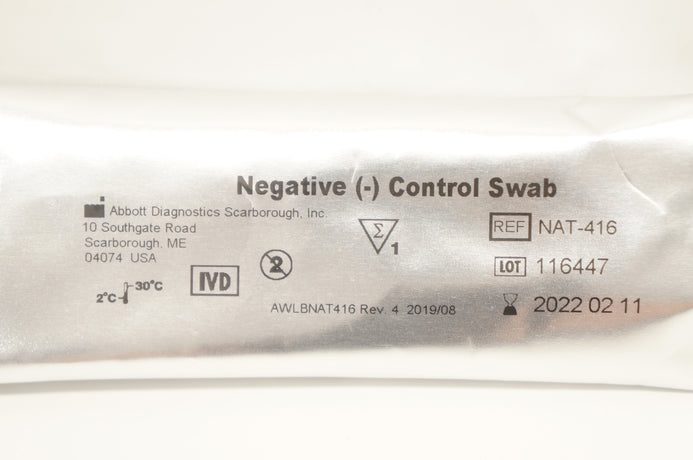 Negative (-) Control Swab
Abbott Diagnostics Scarborough, Inc.
10 Southgate Road
Scarborough, ME
04074 USA
Σ
1
REF NAT-416
LOT 116447
2022 02 11
2
IVD
30°C
2°C
AWLBNAT416 Rev. 4 2019/08